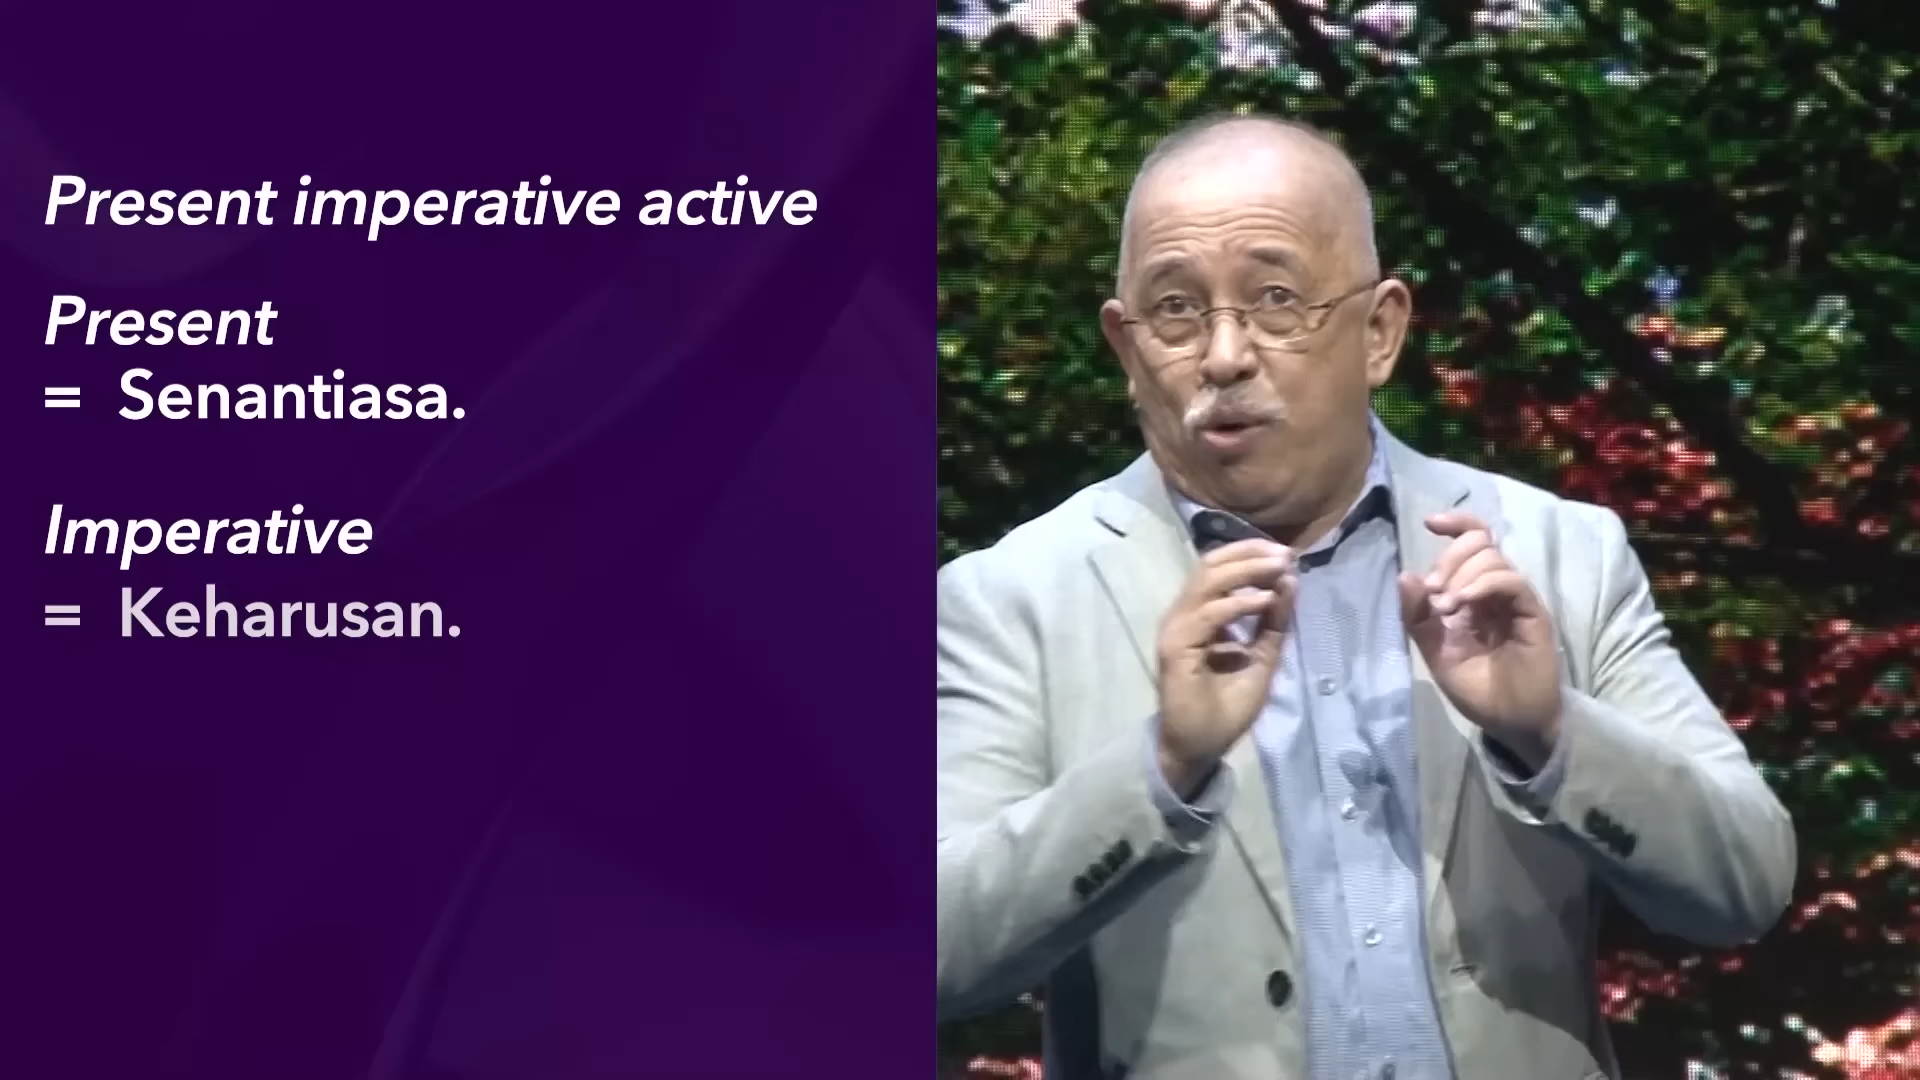 Present imperative active
Present
= Senantiasa.
Imperative
= Keharusan.